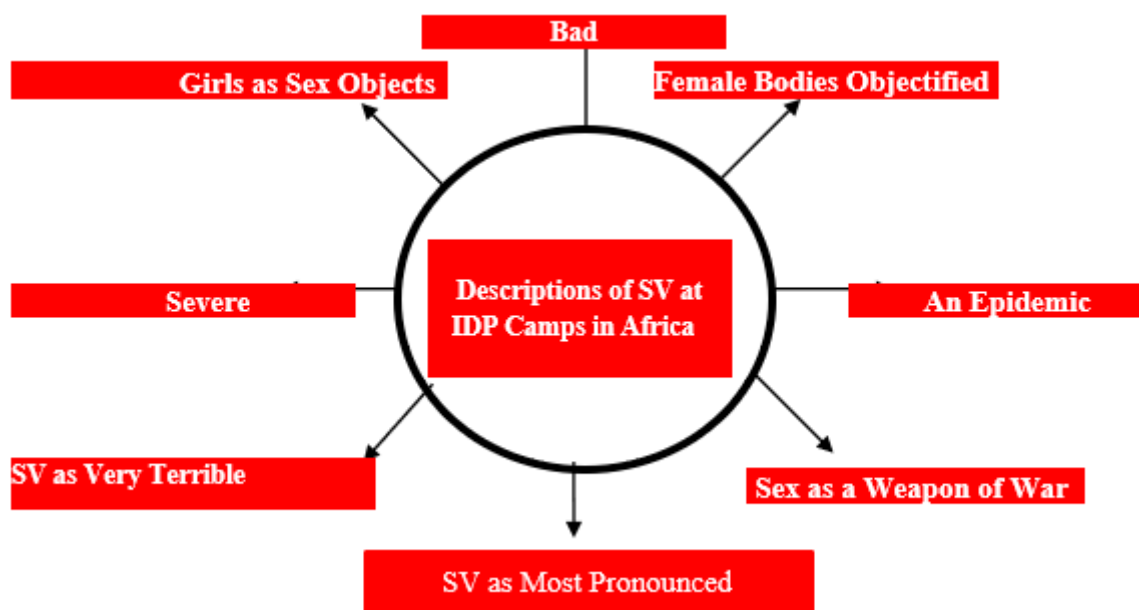 Bad
Girls as Sex Objects
Female Bodies Objectified
Descriptions of SV at
IDP Camps in Africa
Severe
An Epidemic
SV as Very Terrible
Sex as a Weapon of War
SV as Most Pronounced